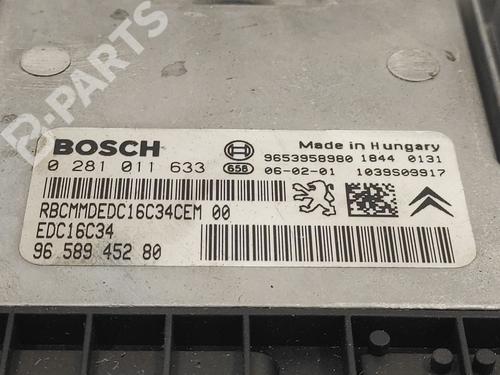 B-PARTS
BOSCH
Made in Hungary
0 281 011 633
656
9653958980 1844 0131
06-02-01 1039S09917
RBCMMDEDC16C34CEM 00
EDC16C34
96 589 452 80